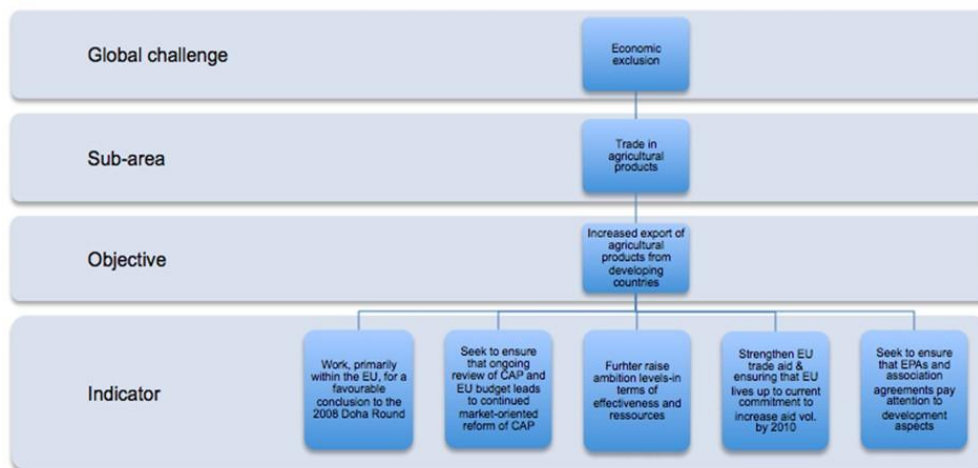 Global challenge
Economic
exclusion
Sub-area
Trade in
agricultural
products
Objective
Increased export of
agricultural
products from
developing
countries
Indicator
Work, primarily
within the EU, for a
favourable
conclusion to the
2008 Doha Round
Seek to ensure
that ongoing
review of CAP and
EU budget leads
to continued
market-oriented
reform of CAP
Furhter raise
ambition levels-in
terms of
effectiveness and
ressources
Strengthen EU
trade aid &
ensuring that EU
lives up to current
commitment to
increase aid vol.
by 2010
Seek to ensure
that EPAs and
association
agreements pay
attention to
development
aspects